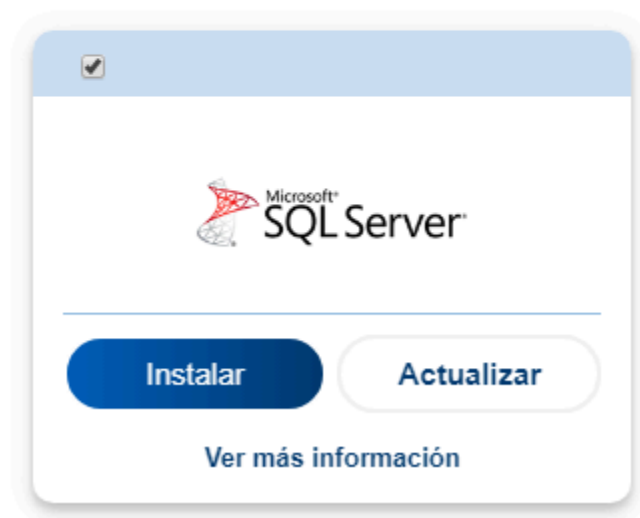 Microsoft®
SQL Server®
Instalar
Actualizar
Ver más información